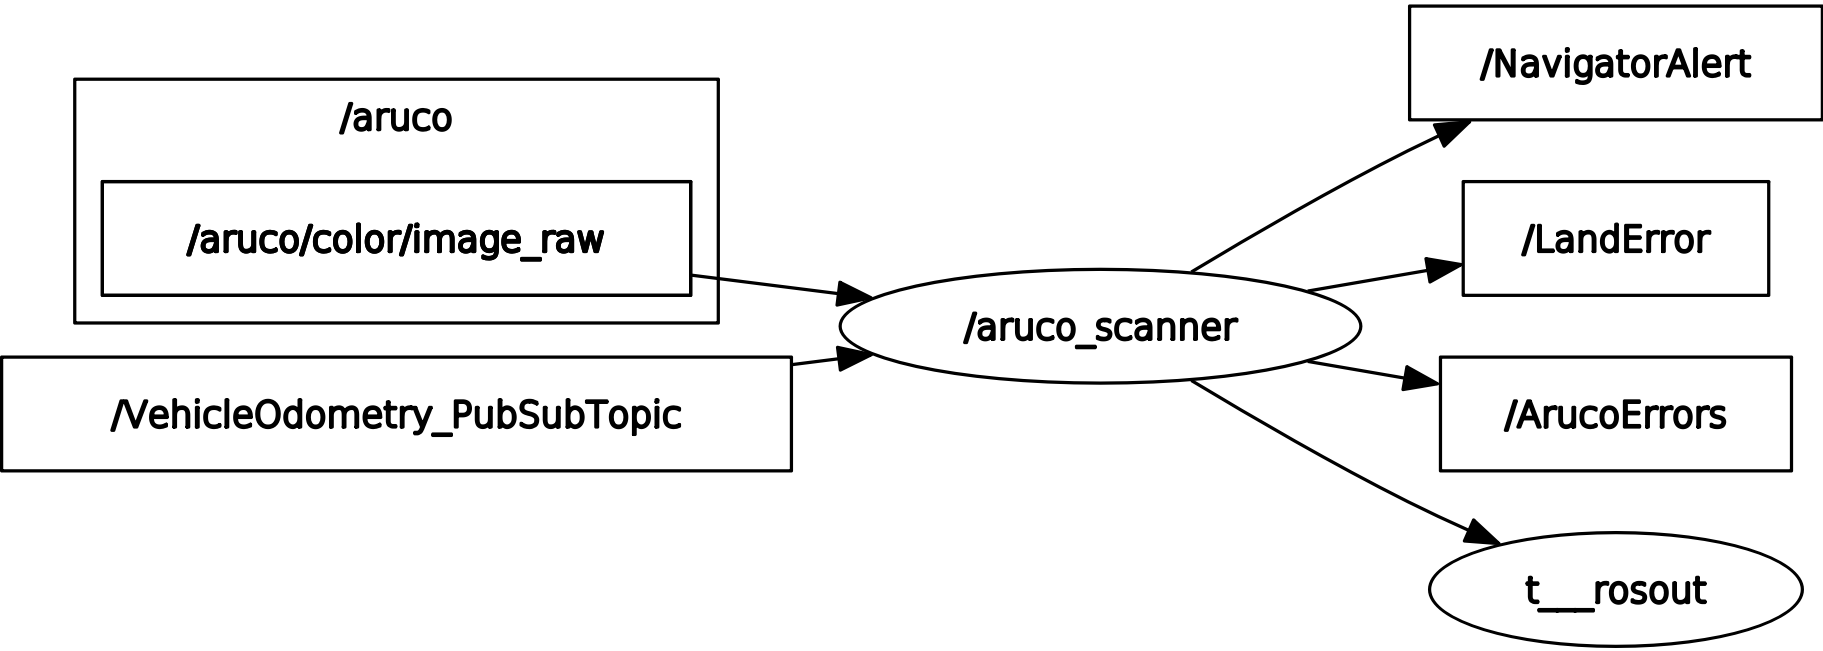 /aruco
/aruco/color/image_raw
/VehicleOdometry_PubSubTopic
/aruco_scanner
/NavigatorAlert
/LandError
/ArucoErrors
t___rosout